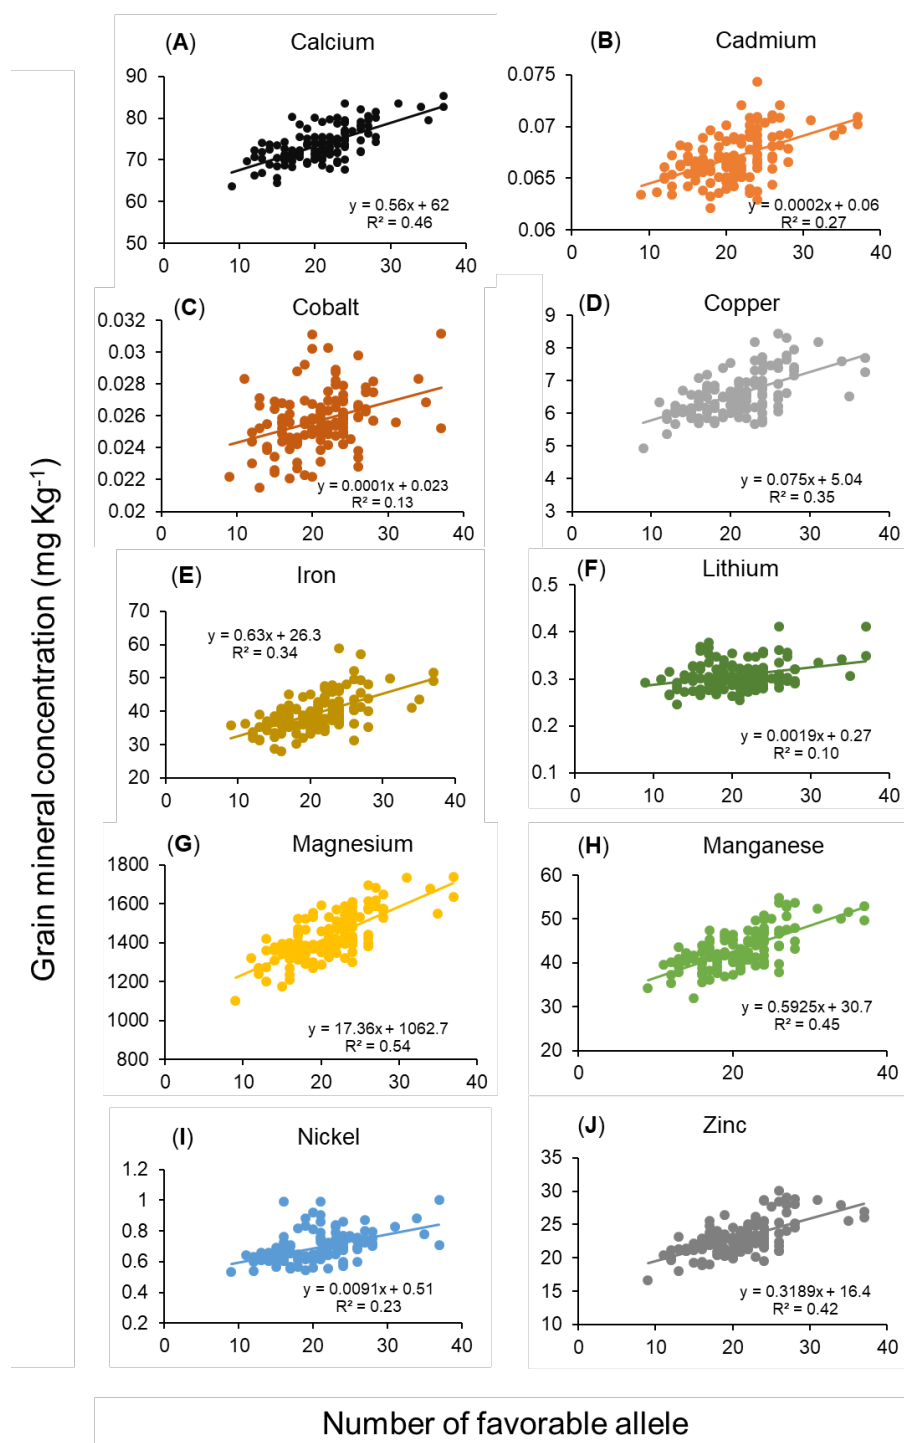 Grain mineral concentration (mg Kg⁻¹)
(A) Calcium
90
80
70
60
50
0 10 20 30 40
y = 0.56x + 62
R² = 0.46
(B) Cadmium
0.075
0.07
0.065
0.06
0 10 20 30 40
y = 0.0002x + 0.06
R² = 0.27
(C) Cobalt
0.032
0.03
0.028
0.026
0.024
0.022
0.02
0 10 20 30 40
y = 0.0001x + 0.023
R² = 0.13
(D) Copper
9
8
7
6
5
4
3
0 10 20 30 40
y = 0.075x + 5.04
R² = 0.35
(E) Iron
70
60
50
40
30
20
0 10 20 30 40
y = 0.63x + 26.3
R² = 0.34
(F) Lithium
0.5
0.4
0.3
0.2
0.1
0 10 20 30 40
y = 0.0019x + 0.27
R² = 0.10
(G) Magnesium
1800
1600
1400
1200
1000
800
0 10 20 30 40
y = 17.36x + 1062.7
R² = 0.54
(H) Manganese
60
50
40
30
20
0 20 40
y = 0.5925x + 30.7
R² = 0.45
(I) Nickel
1.2
1
0.8
0.6
0.4
0.2
0 10 20 30 40
y = 0.0091x + 0.51
R² = 0.23
(J) Zinc
35
30
25
20
15
10
0 10 20 30 40
y = 0.3189x + 16.4
R² = 0.42
Number of favorable allele